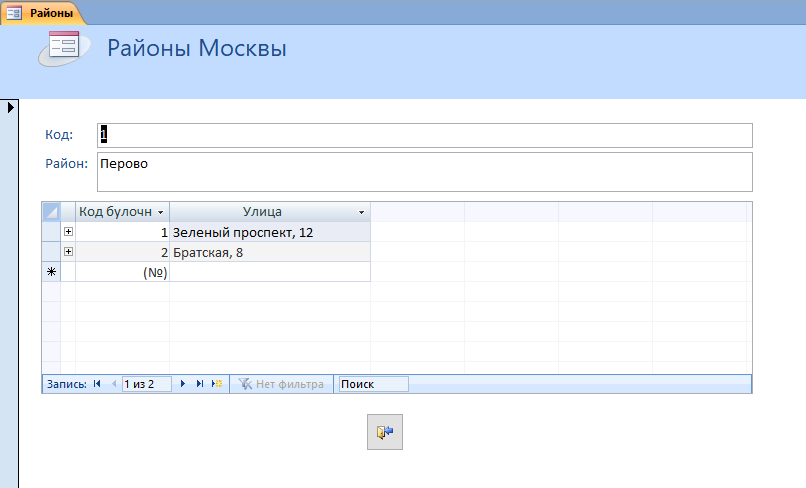 Районы
Районы Москвы
Код: 1
Район: Перово
Код булочн Улица
1 Зеленый проспект, 12
2 Братская, 8
(№)
Запись: 1 из 2 Нет фильтра Поиск